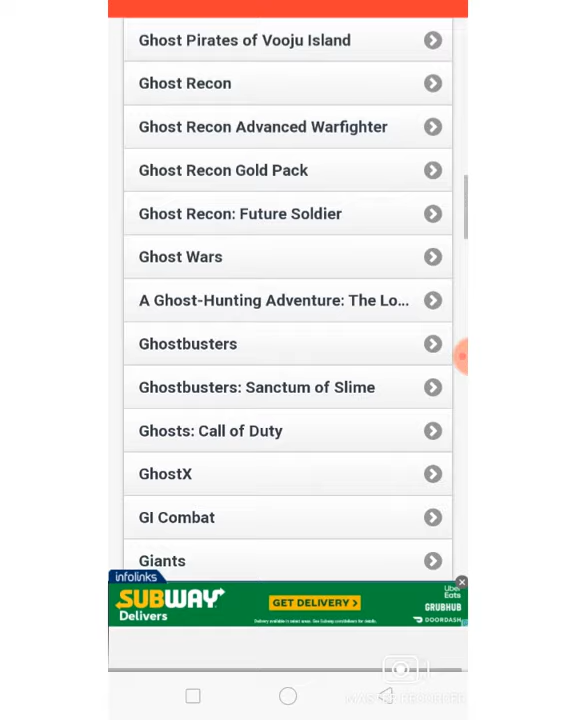 Ghost Pirates of Vooju Island
Ghost Recon
Ghost Recon Advanced Warfighter
Ghost Recon Gold Pack
Ghost Recon: Future Soldier
Ghost Wars
A Ghost-Hunting Adventure: The Lo...
Ghostbusters
Ghostbusters: Sanctum of Slime
Ghosts: Call of Duty
GhostX
GI Combat
Giants
infolinks
SUBWAY
Delivers
GET DELIVERY >
Uber
Eats
GRUBHUB
DOORDASH